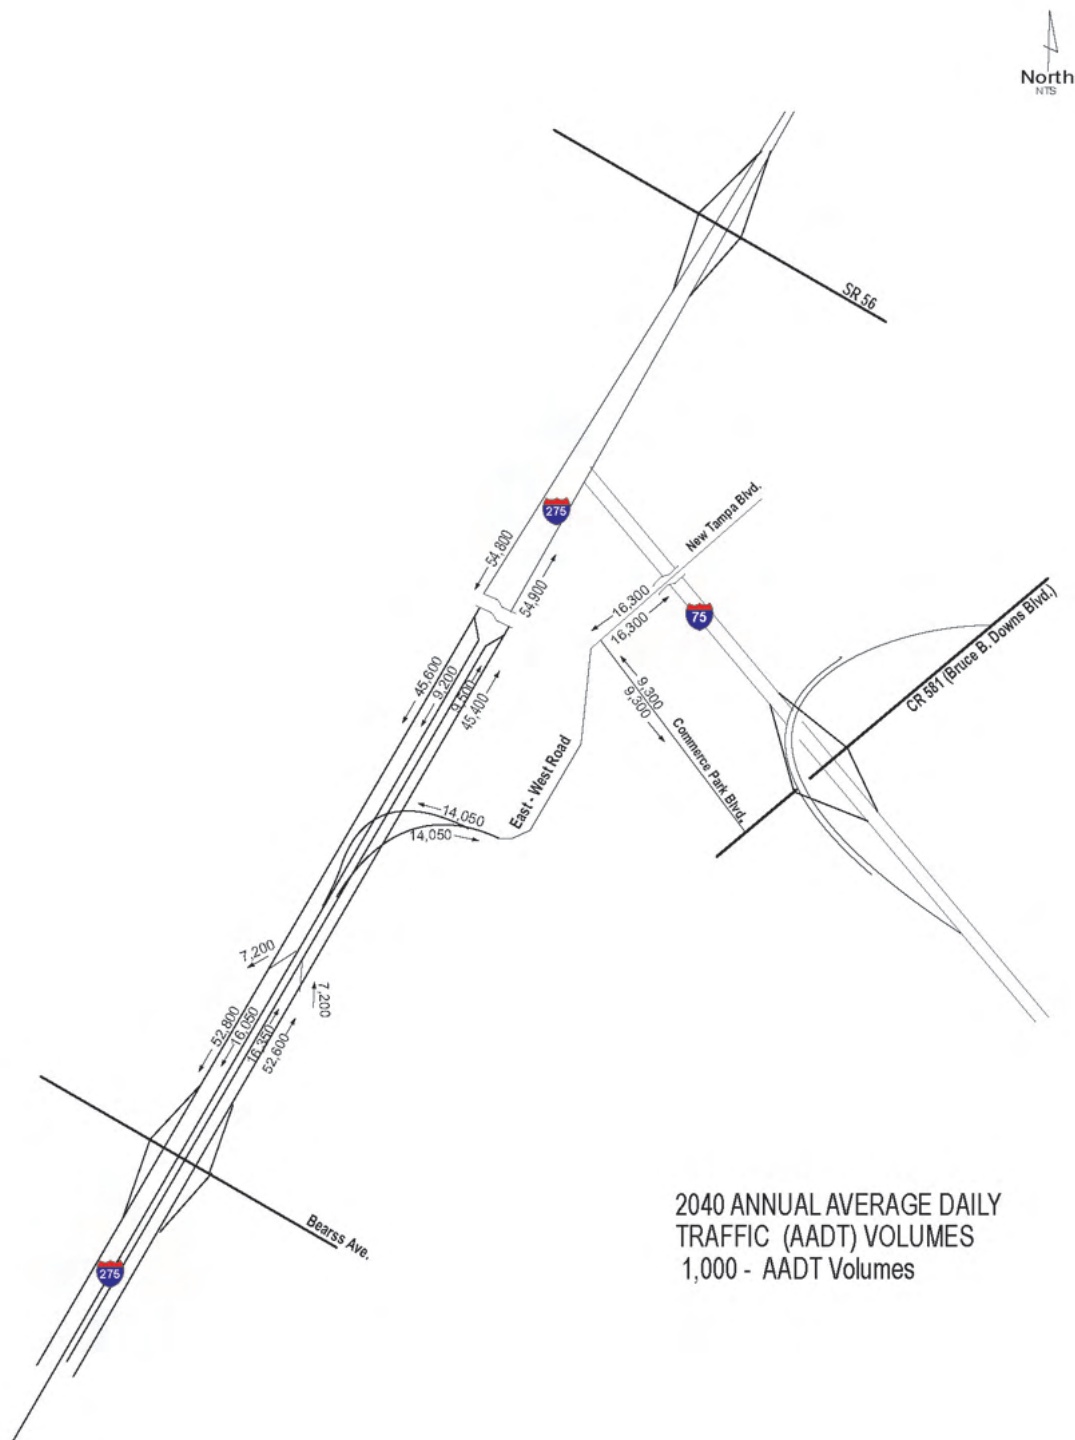 North
NTS
SR 56
275
New Tampa Blvd.
54,800
54,900
16,300
16,300
75
CR 581 (Bruce B. Downs Blvd.)
45,600
9,200
9,500
45,400
9,300
9,300
Commerce Park Blvd.
East - West Road
14,050
14,050
7,200
7,200
52,800
16,050
16,350
52,600
Bearss Ave.
275
2040 ANNUAL AVERAGE DAILY
TRAFFIC (AADT) VOLUMES
1,000 - AADT Volumes